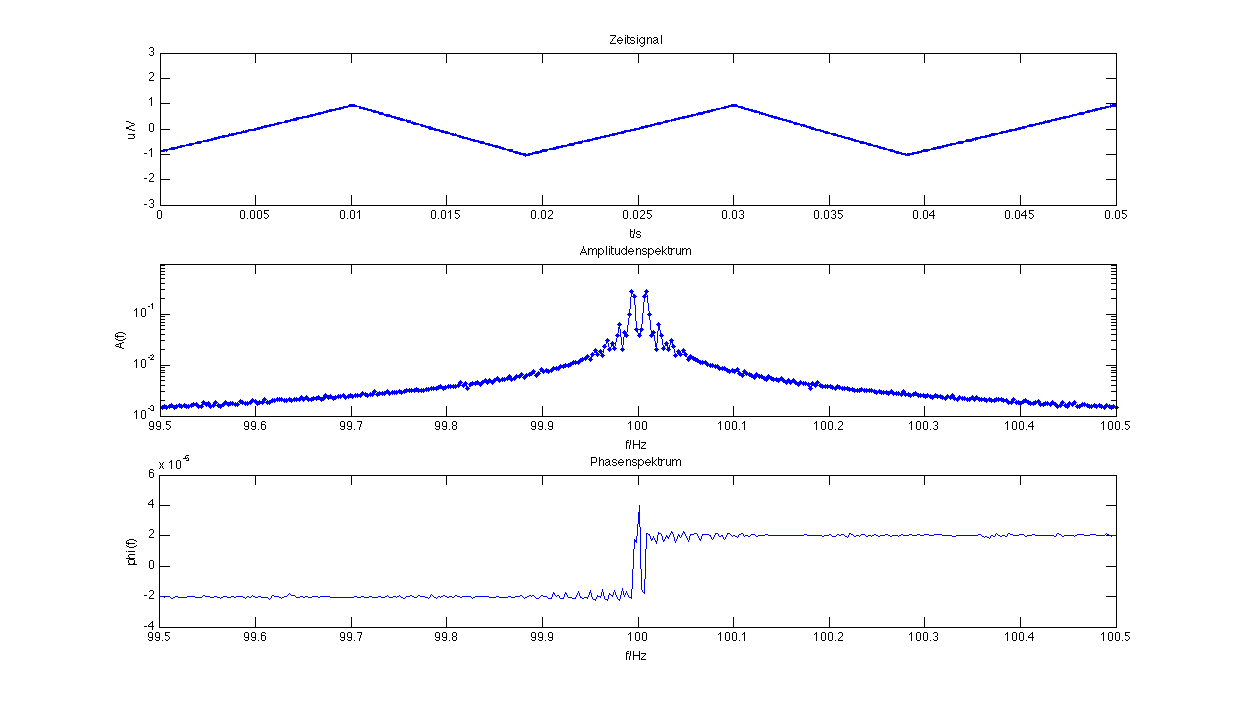 Zeitsignal
3
2
1
0
-1
-2
-3
u /V
0 0.005 0.01 0.015 0.02 0.025 0.03 0.035 0.04 0.045 0.05
t/s
Amplitudenspektrum
10^-1
10^-2
10^-3
A(f)
99.5 99.6 99.7 99.8 99.9 100 100.1 100.2 100.3 100.4 100.5
f/Hz
x 10^-5
Phasenspektrum
6
4
2
0
-2
-4
phi(f)
99.5 99.6 99.7 99.8 99.9 100 100.1 100.2 100.3 100.4 100.5
f/Hz